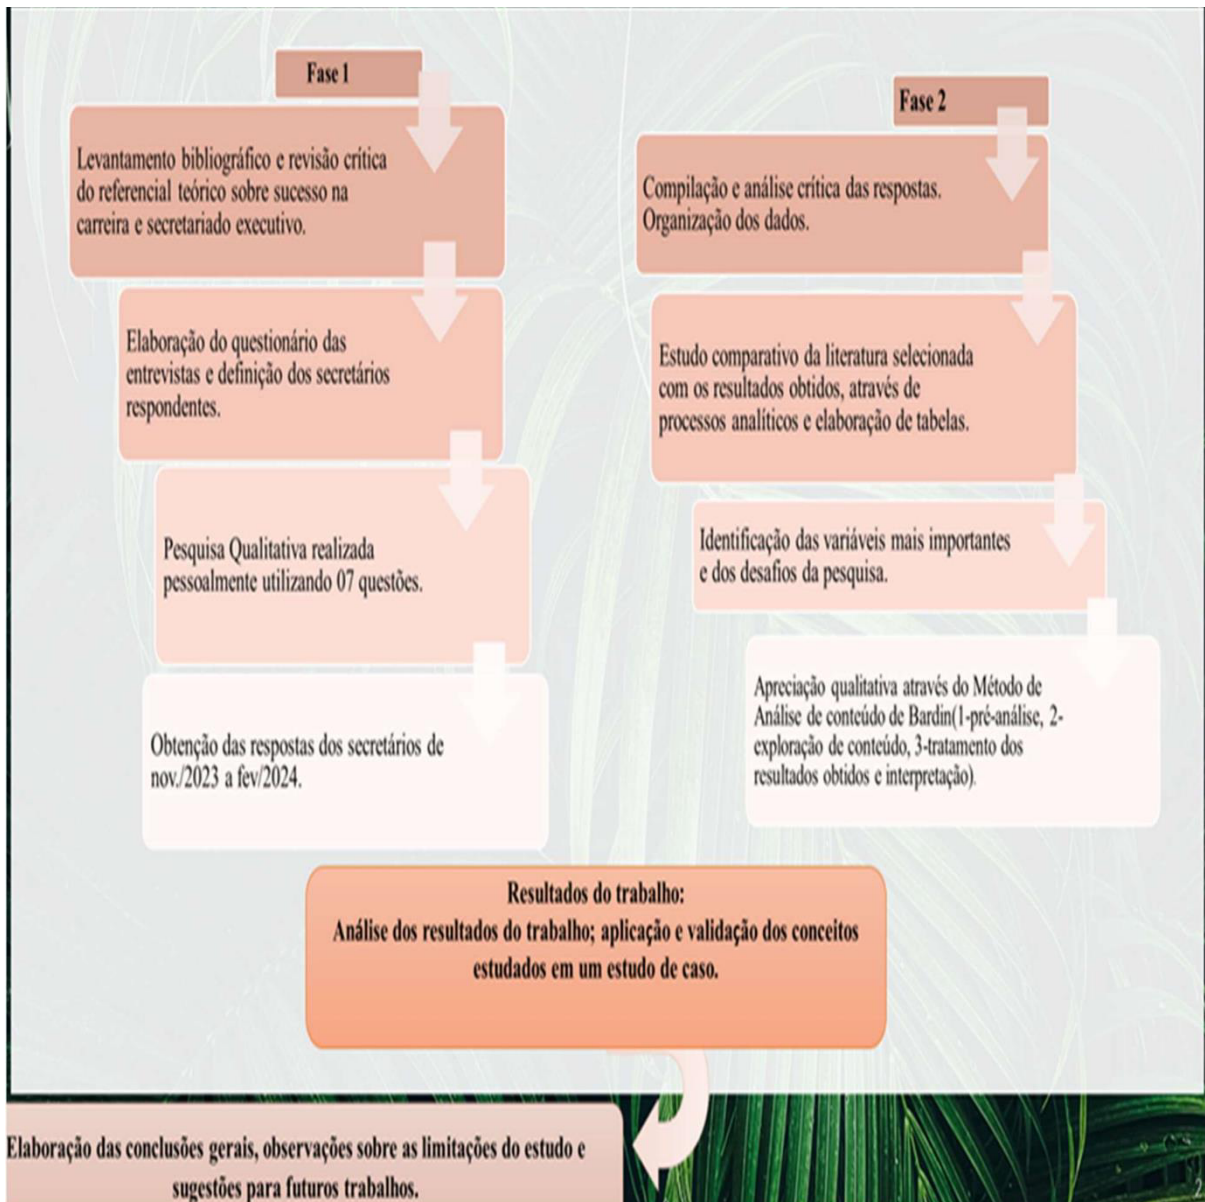 Fase 1
Levantamento bibliográfico e revisão crítica
do referencial teórico sobre sucesso na
carreira e secretariado executivo.
Elaboração do questionário das
entrevistas e definição dos secretários
respondentes.
Pesquisa Qualitativa realizada
pessoalmente utilizando 07 questões.
Obtenção das respostas dos secretários de
nov./2023 a fev/2024.
Fase 2
Compilação e análise crítica das respostas.
Organização dos dados.
Estudo comparativo da literatura selecionada
com os resultados obtidos, através de
processos analíticos e elaboração de tabelas.
Identificação das variáveis mais importantes
e dos desafios da pesquisa.
Apreciação qualitativa através do Método de
Análise de conteúdo de Bardin(1-pré-análise, 2-
exploração de conteúdo, 3-tratamento dos
resultados obtidos e interpretação).
Resultados do trabalho:
Análise dos resultados do trabalho; aplicação e validação dos conceitos
estudados em um estudo de caso.
Elaboração das conclusões gerais, observações sobre as limitações do estudo e
sugestões para futuros trabalhos.